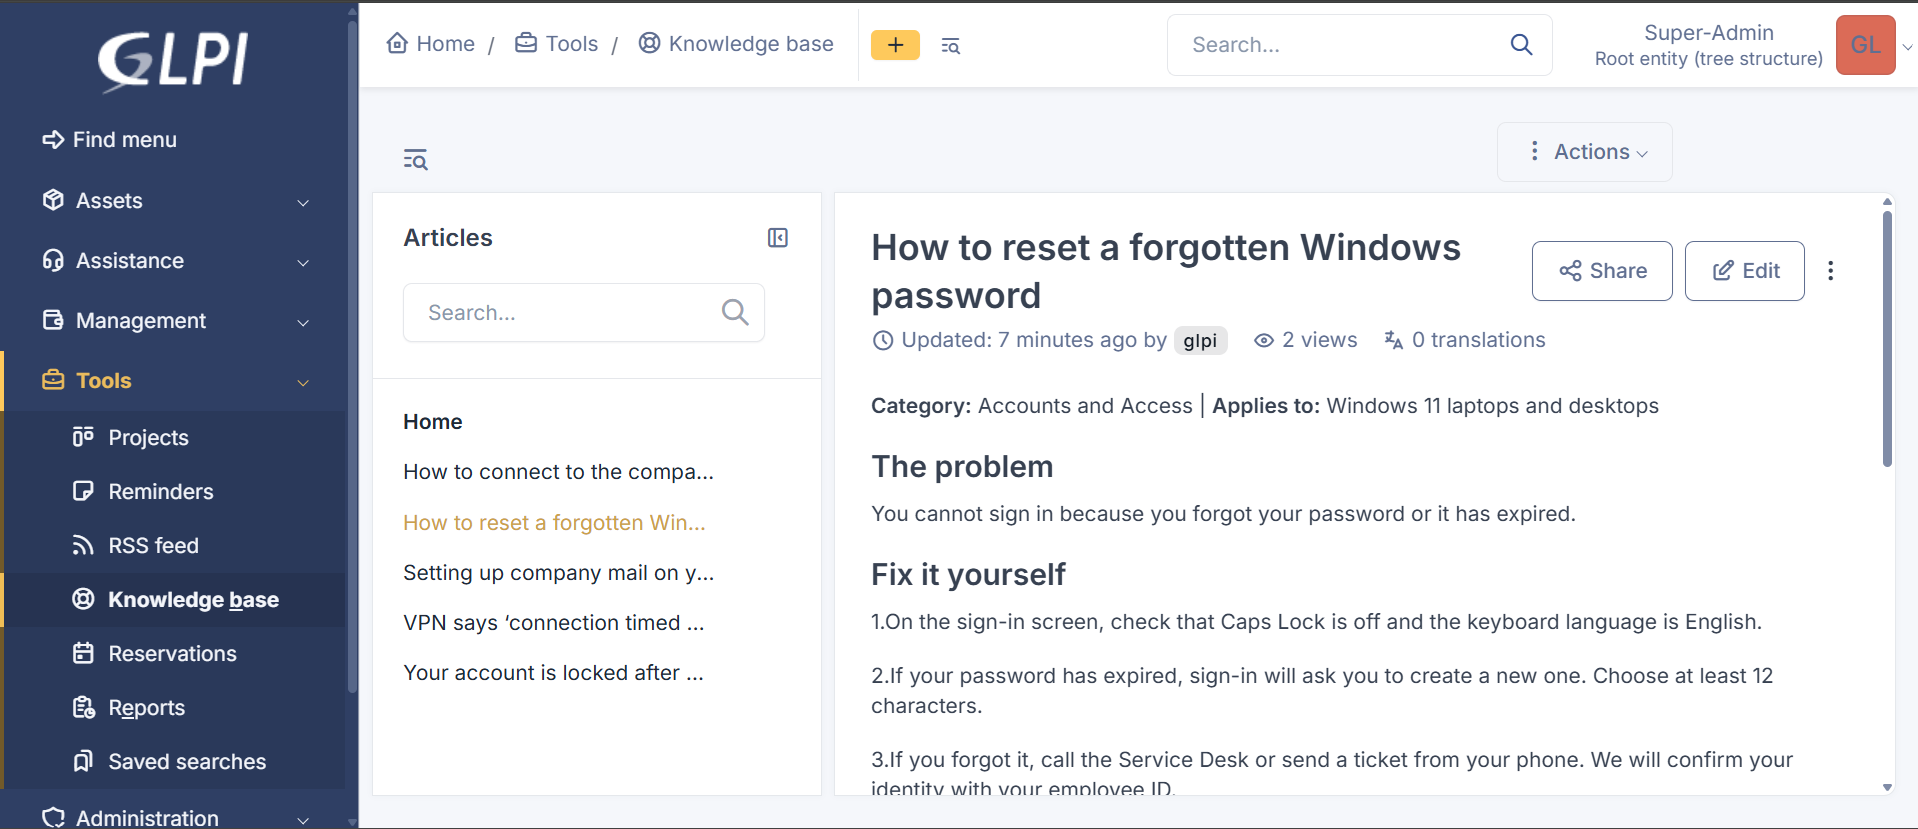 GLPI
Home / Tools / Knowledge base
Search...
Super-Admin
Root entity (tree structure)
GL
Find menu
Assets
Assistance
Management
Tools
Projects
Reminders
RSS feed
Knowledge base
Reservations
Reports
Saved searches
Administration
Actions
Articles
Search...
Home
How to connect to the compa...
How to reset a forgotten Win...
Setting up company mail on y...
VPN says ‘connection timed ...
Your account is locked after ...
How to reset a forgotten Windows
password
Share
Edit
Updated: 7 minutes ago by glpi 2 views 0 translations
Category: Accounts and Access | Applies to: Windows 11 laptops and desktops
The problem
You cannot sign in because you forgot your password or it has expired.
Fix it yourself
1.On the sign-in screen, check that Caps Lock is off and the keyboard language is English.
2.If your password has expired, sign-in will ask you to create a new one. Choose at least 12
characters.
3.If you forgot it, call the Service Desk or send a ticket from your phone. We will confirm your
identity with your employee ID.